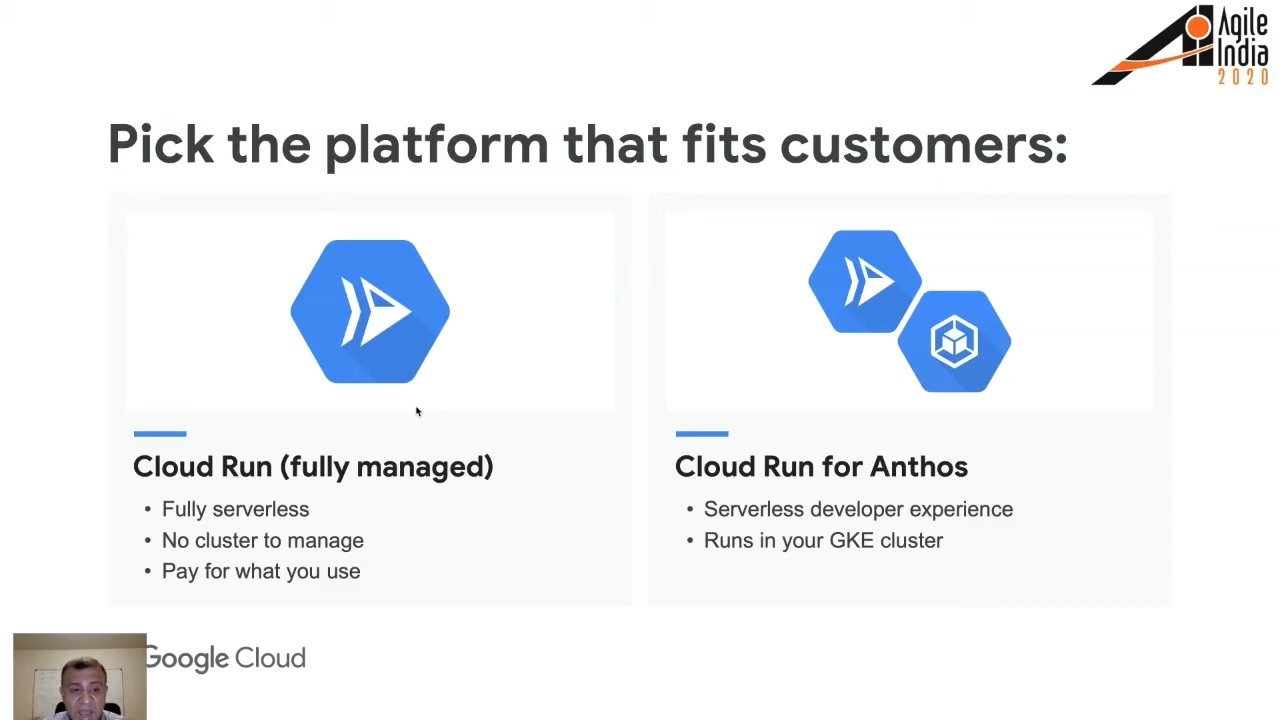 Agile
India
2020
Pick the platform that fits customers:
Cloud Run (fully managed)
• Fully serverless
• No cluster to manage
• Pay for what you use
Cloud Run for Anthos
• Serverless developer experience
• Runs in your GKE cluster
Google Cloud